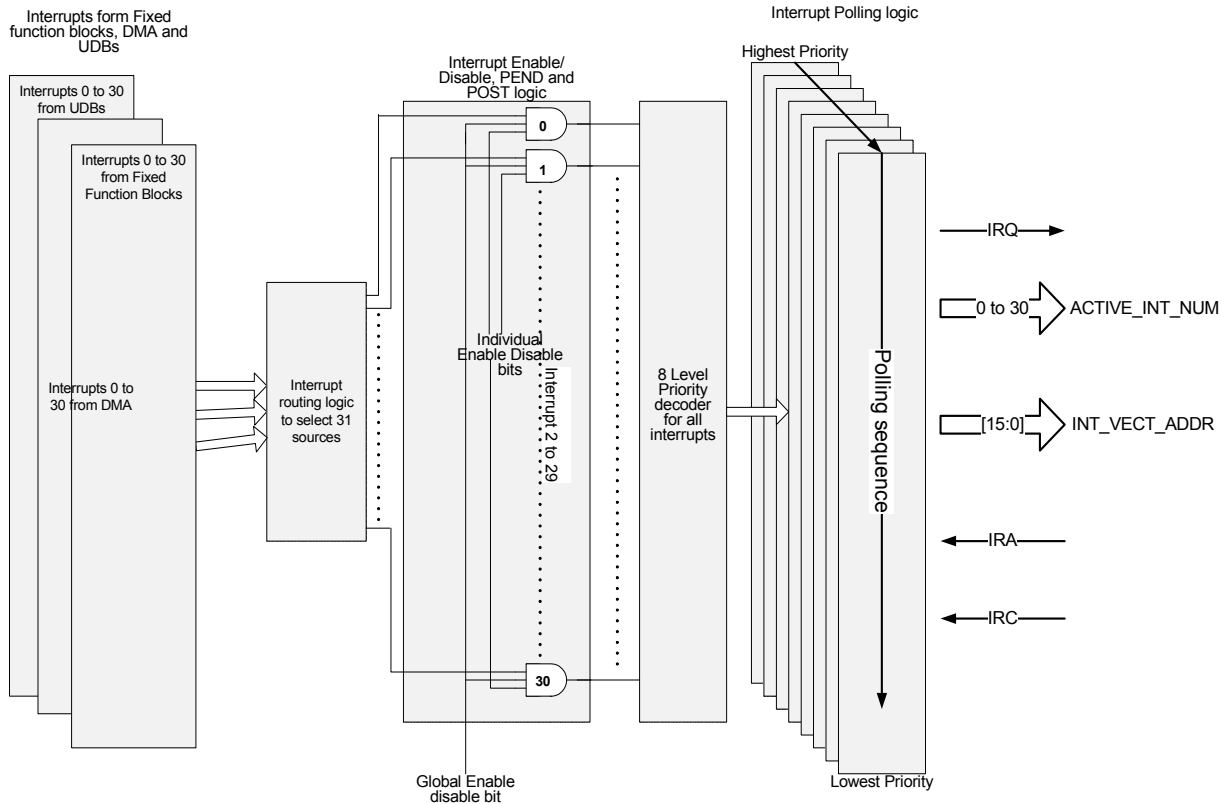 Interrupts form Fixed
function blocks, DMA and
UDBs
Interrupts 0 to 30
from UDBs
Interrupts 0 to 30
from Fixed
Function Blocks
Interrupts 0 to
30 from DMA
Interrupt
routing logic
to select 31
sources
Interrupt Enable/
Disable, PEND and
POST logic
0
1
Individual
Enable Disable
bits
Interrupt 2 to 29
30
Global Enable
disable bit
8 Level
Priority
decoder
for all
interrupts
Interrupt Polling logic
Highest Priority
Polling sequence
Lowest Priority
IRQ
0 to 30
ACTIVE_INT_NUM
[15:0]
INT_VECT_ADDR
IRA
IRC